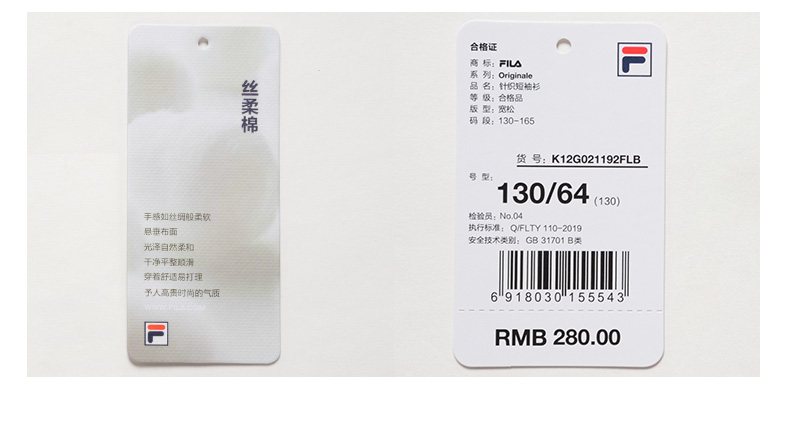 丝柔棉
手感如丝绸般柔软
悬垂布面
光泽自然柔和
干净平整顺滑
穿着舒适易打理
予人高贵时尚的气质
WWW.FILA.COM
F
合格证
商 标: FILA
系 列: Originale
品 名: 针织短袖衫
等 级: 合格品
版 型: 宽松
码 段: 130-165
F
货 号: K12G021192FLB
号 型:
130/64 (130)
检验员: No.04
执行标准: Q/FLTY 110-2019
安全技术类别: GB 31701 B类
6 918030 155543
RMB 280.00